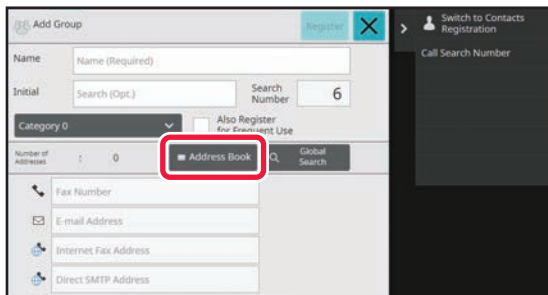 Add Group
Register
Switch to Contacts
Registration
Call Search Number
Name
Name (Required)
Initial
Search (Opt.)
Search
Number
6
Category 0
Also Register
for Frequent Use
Number of
Addresses
:
0
Address Book
Global
Search
Fax Number
E-mail Address
Internet Fax Address
Direct SMTP Address